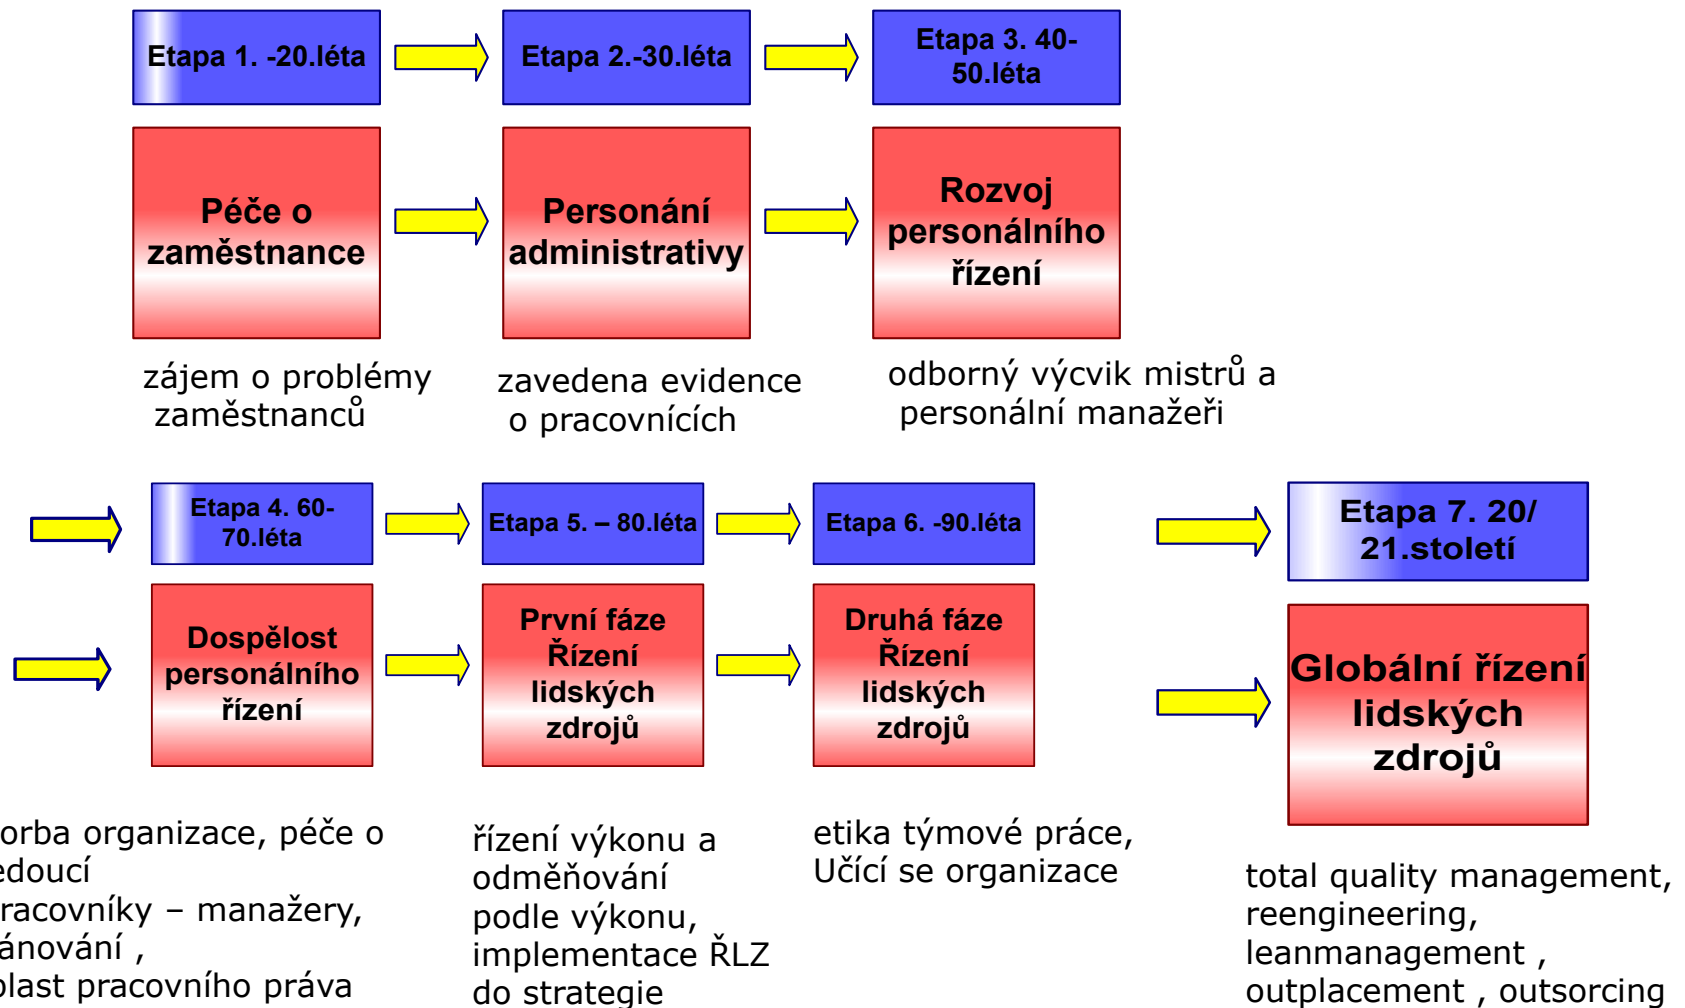 Etapa 1. -20.léta
Etapa 2.-30.léta
Etapa 3. 40-
50.léta
Péče o
zaměstnance
Personání
administrativy
Rozvoj
personálního
řízení
zájem o problémy
zaměstnanců
zavedena evidence
o pracovnících
odborný výcvik mistrů a
personální manažeři
Etapa 4. 60-
70.léta
Etapa 5. – 80.léta
Etapa 6. -90.léta
Etapa 7. 20/
21.století
Dospělost
personálního
řízení
První fáze
Řízení
lidských
zdrojů
Druhá fáze
Řízení
lidských
zdrojů
Globální řízení
lidských
zdrojů
orba organizace, péče o
edoucí
racovníky – manažery,
ánování ,
last pracovního práva
řízení výkonu a
odměňování
podle výkonu,
implementace ŘLZ
do strategie
etika týmové práce,
Učící se organizace
total quality management,
reengineering,
leanmanagement ,
outplacement , outsorcing